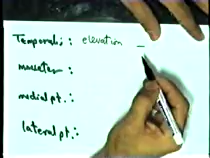 Temporalis : elevation –
masseter :
medial pt. :
lateral pt. :